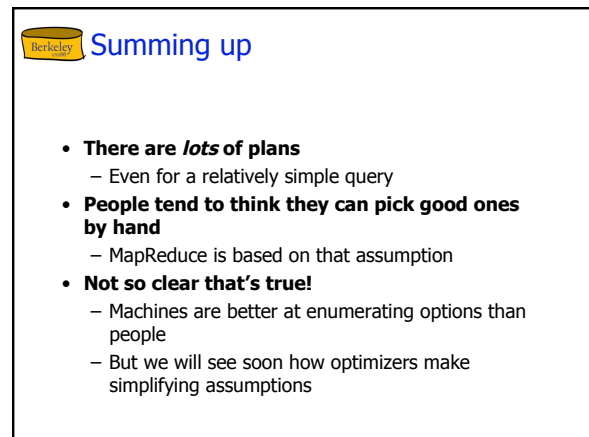 Berkeley
Summing up
• There are lots of plans
– Even for a relatively simple query
• People tend to think they can pick good ones
by hand
– MapReduce is based on that assumption
• Not so clear that's true!
– Machines are better at enumerating options than
people
– But we will see soon how optimizers make
simplifying assumptions